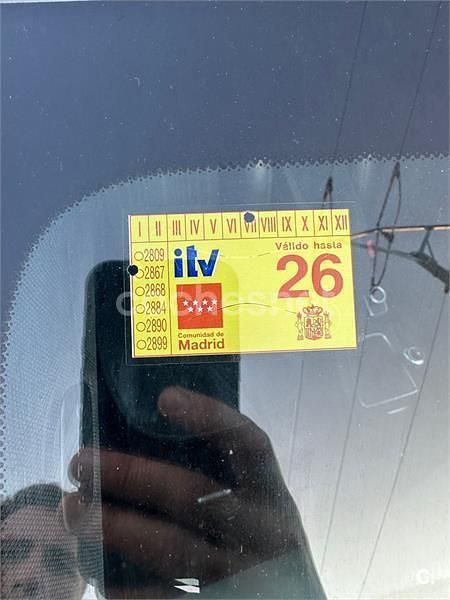 I II III IV V VI VII VIII IX X XI XII
Válido hasta
26
itv
Comunidad de
Madrid
2809
2867
2868
2884
2890
2899